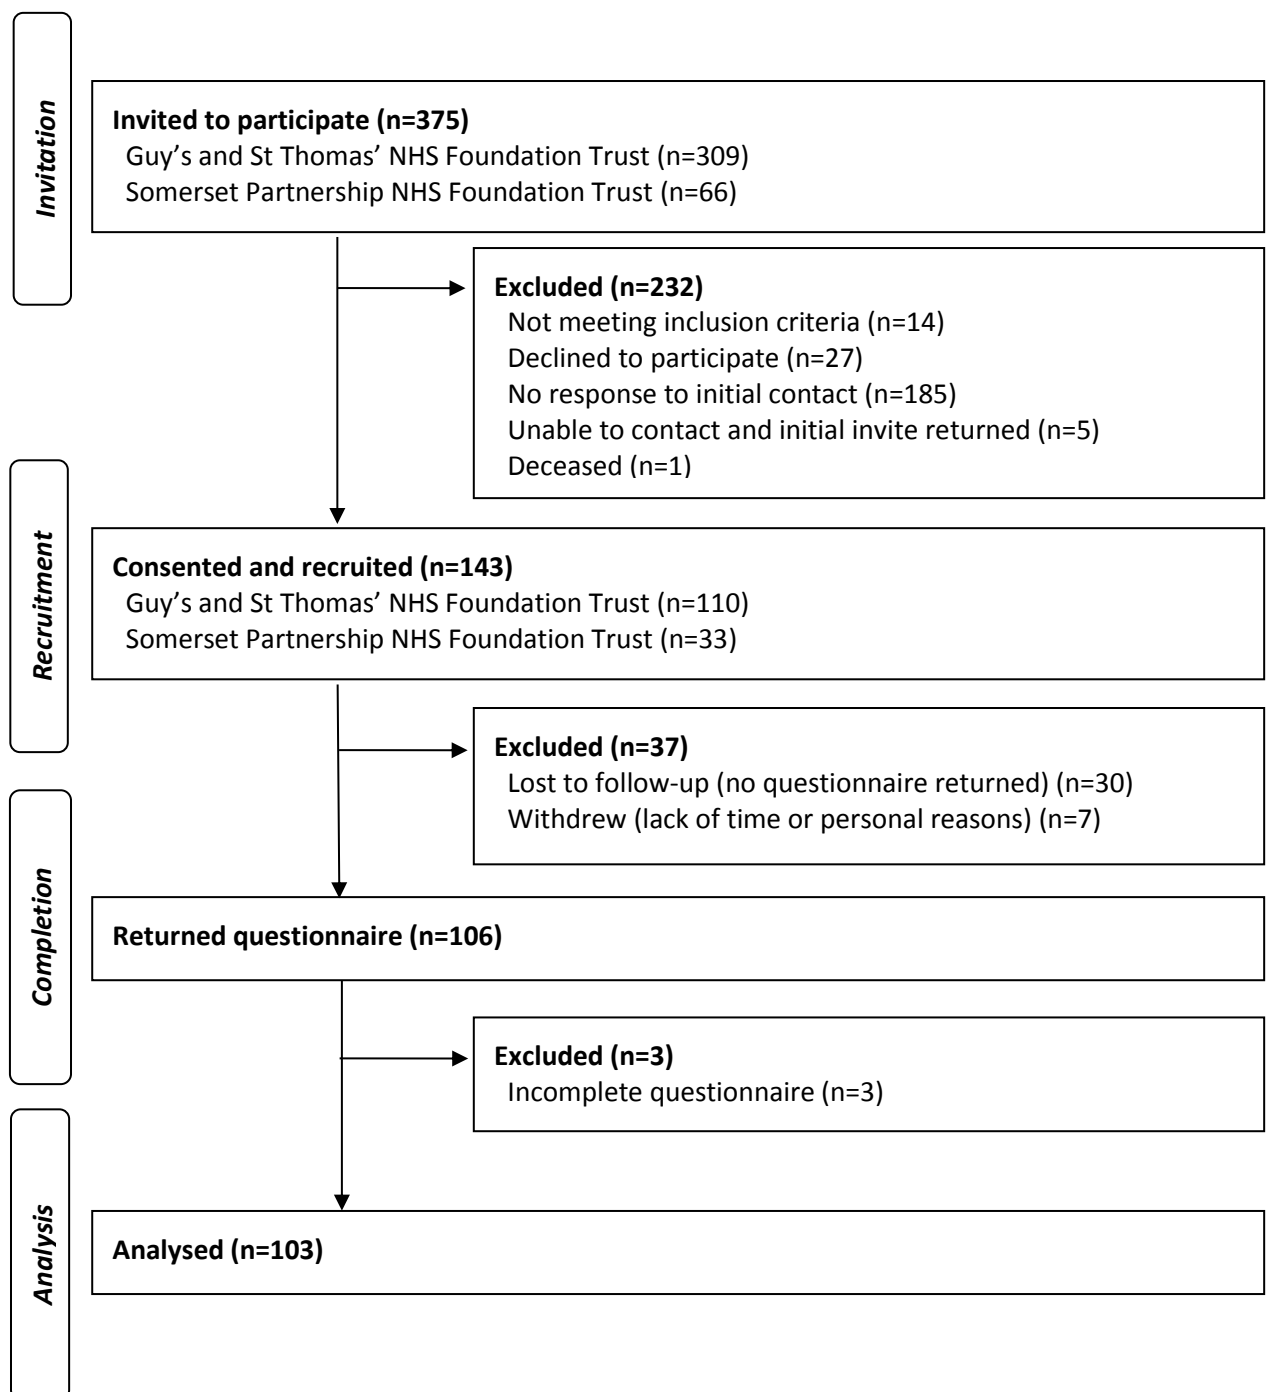 Invitation
Invited to participate (n=375)
Guy’s and St Thomas’ NHS Foundation Trust (n=309)
Somerset Partnership NHS Foundation Trust (n=66)
Excluded (n=232)
Not meeting inclusion criteria (n=14)
Declined to participate (n=27)
No response to initial contact (n=185)
Unable to contact and initial invite returned (n=5)
Deceased (n=1)
Recruitment
Consented and recruited (n=143)
Guy’s and St Thomas’ NHS Foundation Trust (n=110)
Somerset Partnership NHS Foundation Trust (n=33)
Excluded (n=37)
Lost to follow-up (no questionnaire returned) (n=30)
Withdrew (lack of time or personal reasons) (n=7)
Completion
Returned questionnaire (n=106)
Excluded (n=3)
Incomplete questionnaire (n=3)
Analysis
Analysed (n=103)